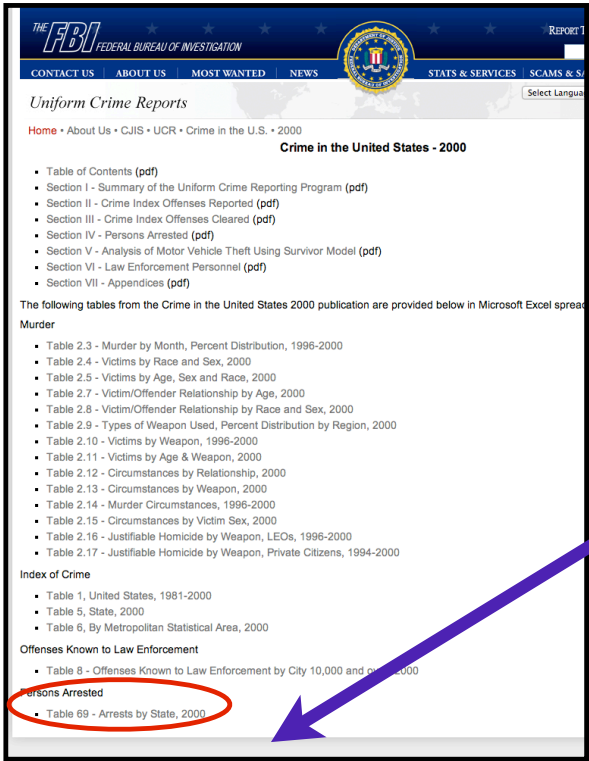 THE FBI FEDERAL BUREAU OF INVESTIGATION
REPORT
CONTACT US ABOUT US MOST WANTED NEWS STATS & SERVICES SCAMS &
Uniform Crime Reports
Select
Home • About Us • CJIS • UCR • Crime in the U.S. • 2000
Crime in the United States - 2000
Table of Contents (pdf)
Section I - Summary of the Uniform Crime Reporting Program (pdf)
Section II - Crime Index Offenses Reported (pdf)
Section III - Crime Index Offenses Cleared (pdf)
Section IV - Persons Arrested (pdf)
Section V - Analysis of Motor Vehicle Theft Using Survivor Model (pdf)
Section VI - Law Enforcement Personnel (pdf)
Section VII - Appendices (pdf)
The following tables from the Crime in the United States 2000 publication are provided below in Microsoft Excel
Murder
Table 2.3 - Murder by Month, Percent Distribution, 1996-2000
Table 2.4 - Victims by Race and Sex, 2000
Table 2.5 - Victims by Age, Sex and Race, 2000
Table 2.7 - Victim/Offender Relationship by Age, 2000
Table 2.8 - Victim/Offender Relationship by Race and Sex, 2000
Table 2.9 - Types of Weapon Used, Percent Distribution by Region, 2000
Table 2.10 - Victims by Weapon, 1996-2000
Table 2.11 - Victims by Age & Weapon, 2000
Table 2.12 - Circumstances by Relationship, 2000
Table 2.13 - Circumstances by Weapon, 2000
Table 2.14 - Murder Circumstances, 1996-2000
Table 2.15 - Circumstances by Victim Sex, 2000
Table 2.16 - Justifiable Homicide by Weapon, LEOs, 1996-2000
Table 2.17 - Justifiable Homicide by Weapon, Private Citizens, 1994-2000
Index of Crime
Table 1, United States, 1981-2000
Table 5, State, 2000
Table 6, By Metropolitan Statistical Area, 2000
Offenses Known to Law Enforcement
Table 8 - Offenses Known to Law Enforcement by City 10,000 and 2000
Persons Arrested
Table 69 - Arrests by State, 2000